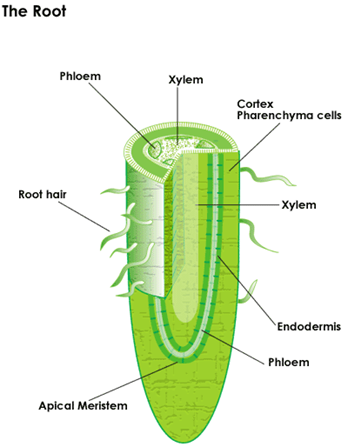 The Root
Phloem
Xylem
Cortex
Pharenchyma cells
Root hair
Xylem
Endodermis
Phloem
Apical Meristem